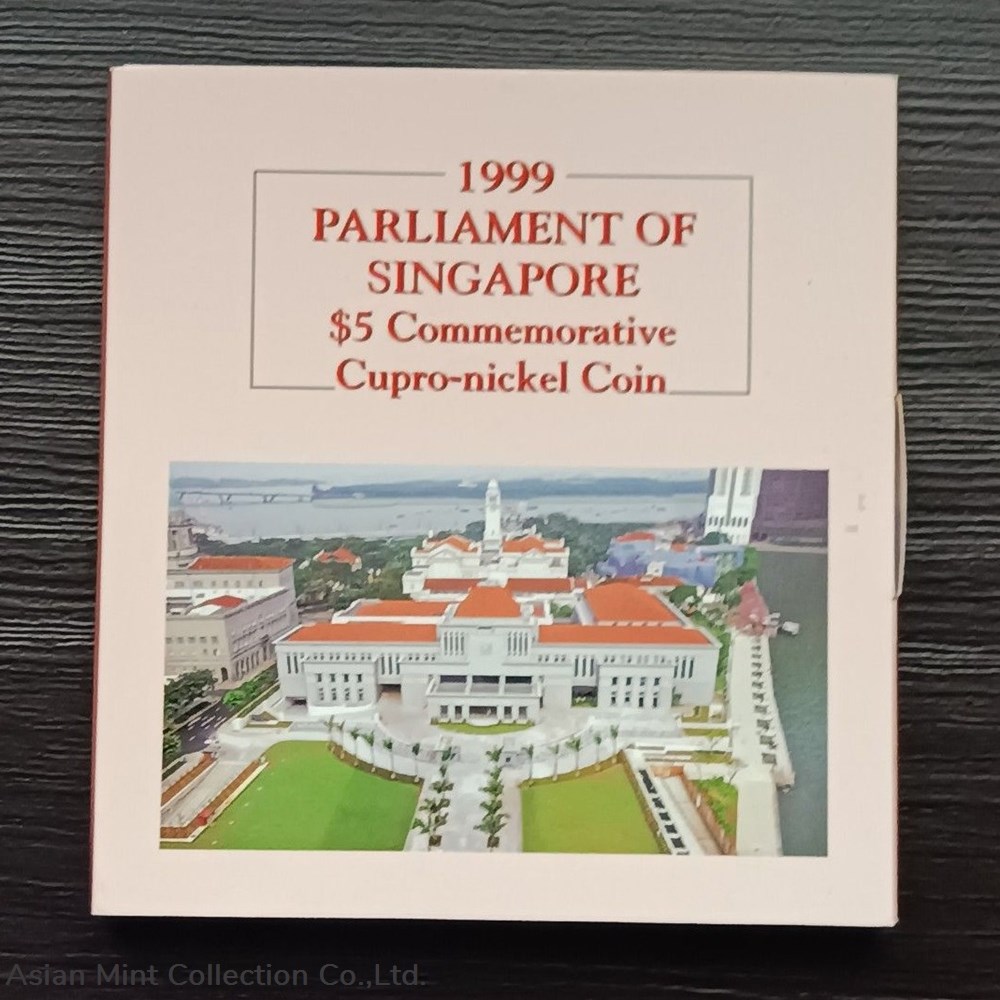 1999
PARLIAMENT OF
SINGAPORE
$5 Commemorative
Cupro-nickel Coin
Asian Mint Collection Co.,Ltd.